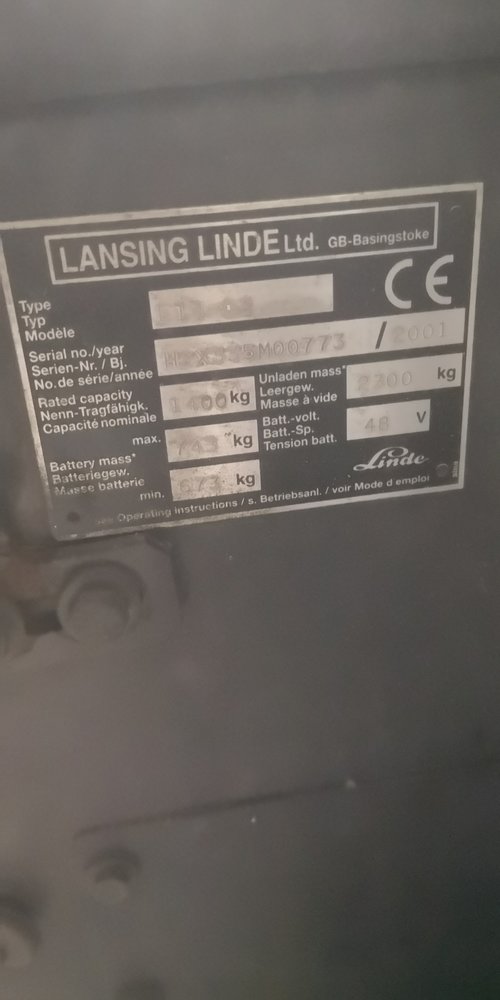 LANSING LINDE Ltd. GB-Basingstoke
CE
Type
Typ
Modèle
Serial no./year
Serien-Nr. / Bj.
No. de série/année
/ 2001
Rated capacity
Nenn-Tragfähigk.
Capacité nominale
1400 kg
Unladen mass*
Leergew.
Masse à vide
kg
max. 743 kg
Battery mass*
Batteriegew.
Masse batterie
min. 673 kg
Batt.-volt.
Batt.-Sp.
Tension batt.
48 V
Linde
see Operating instructions / s. Betriebsanl. / voir Mode d emploi